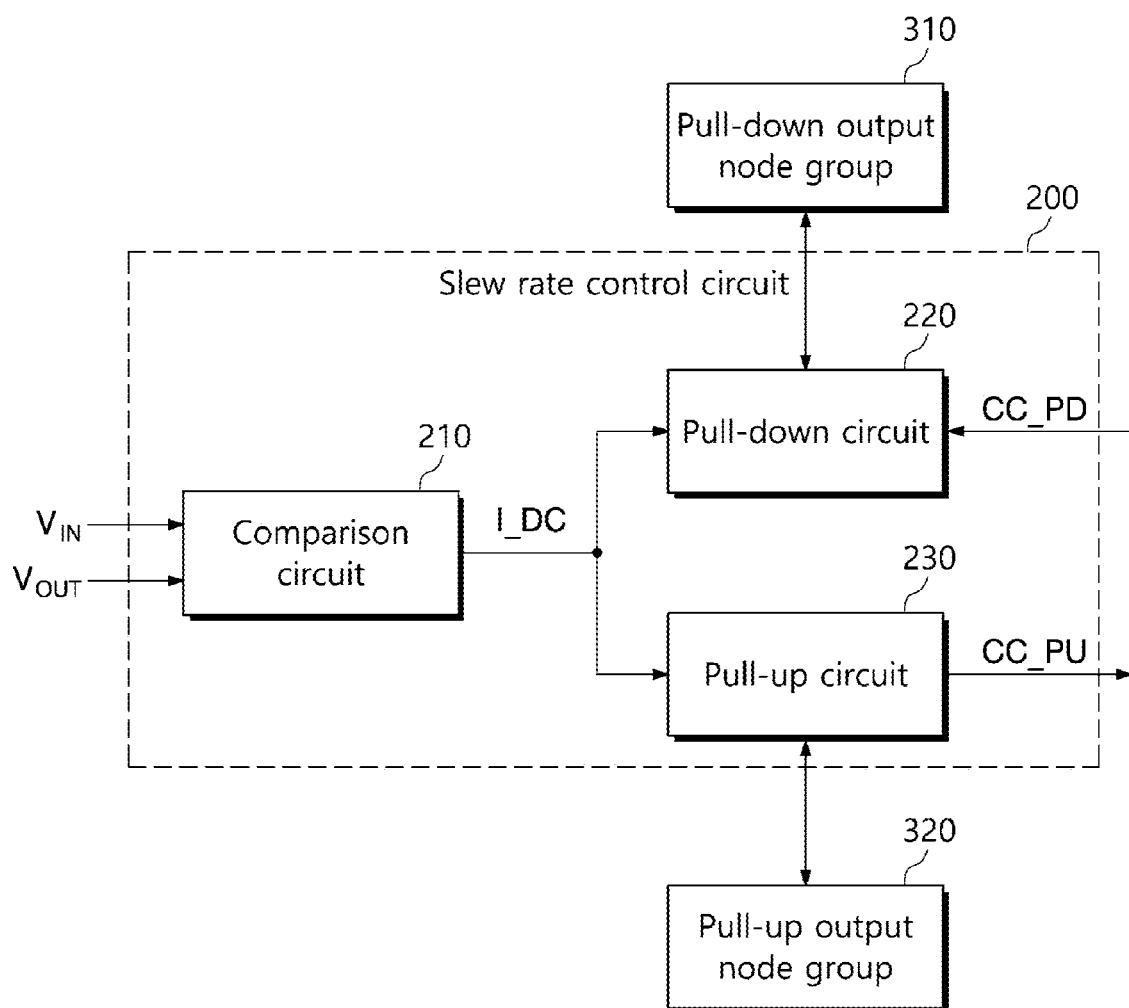 310
Pull-down output
node group
200
Slew rate control circuit
220
Pull-down circuit
CC_PD
210
Comparison
circuit
V_IN
V_OUT
I_DC
230
Pull-up circuit
CC_PU
320
Pull-up output
node group